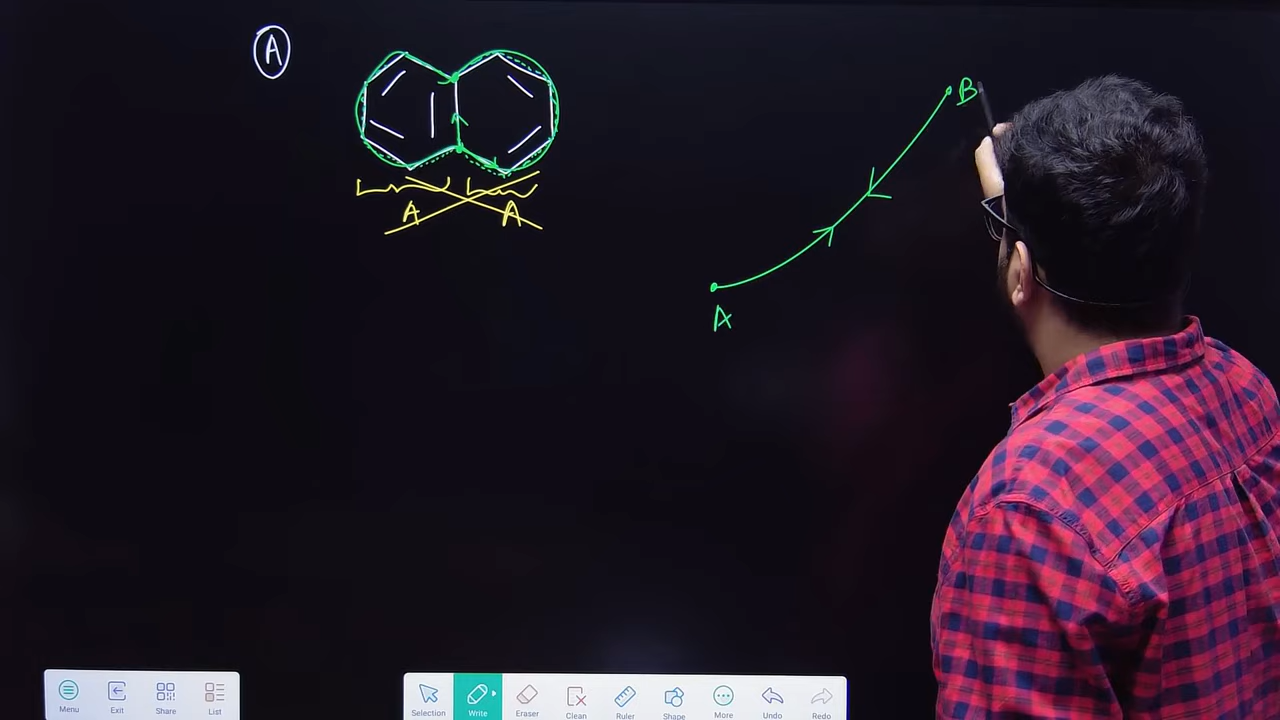 A
B
A A
A
Menu Exit Share List
Selection Write Eraser Clean Ruler Shape More Undo Redo